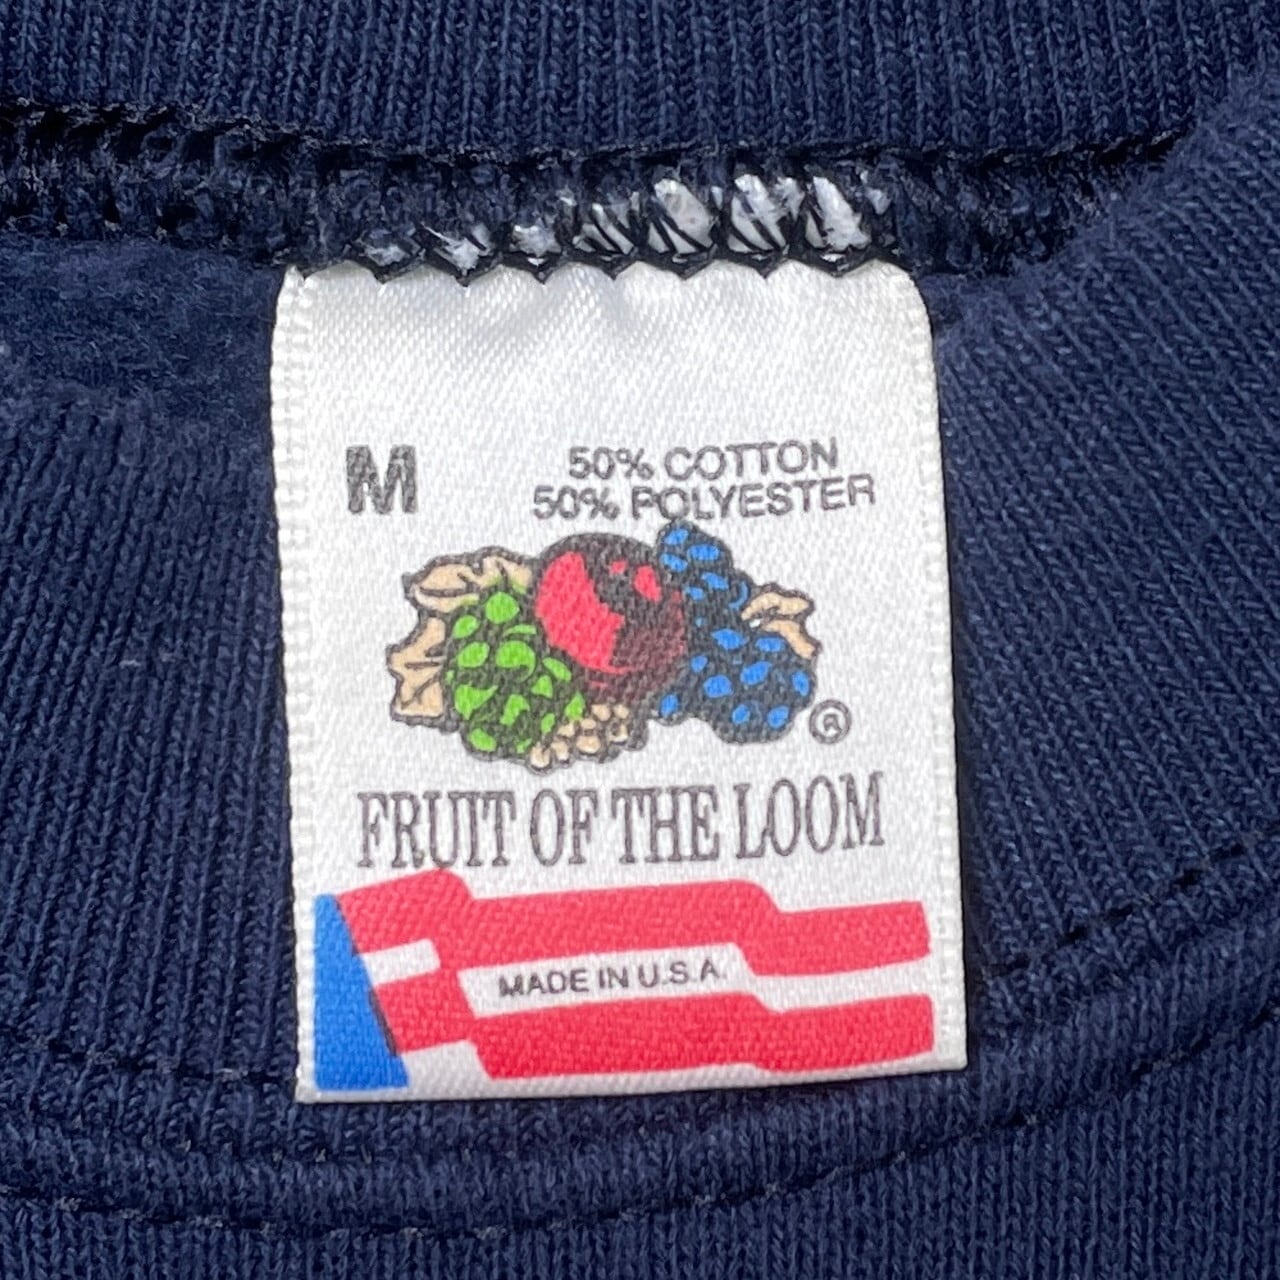 M
50% COTTON
50% POLYESTER
®
FRUIT OF THE LOOM
MADE IN U.S.A.